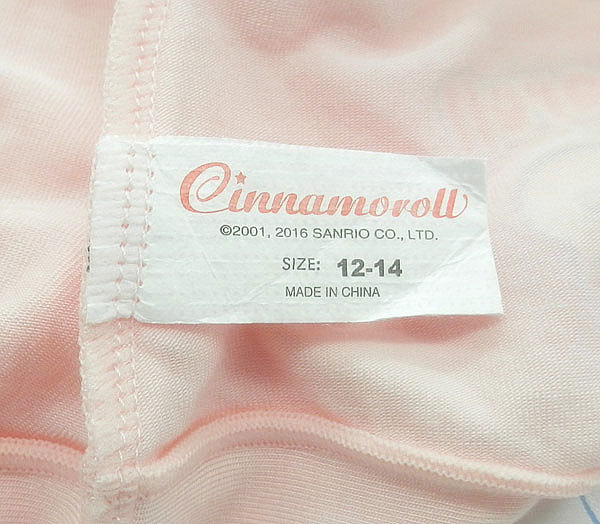 Cinnamoroll
©2001, 2016 SANRIO CO., LTD.
SIZE: 12-14
MADE IN CHINA